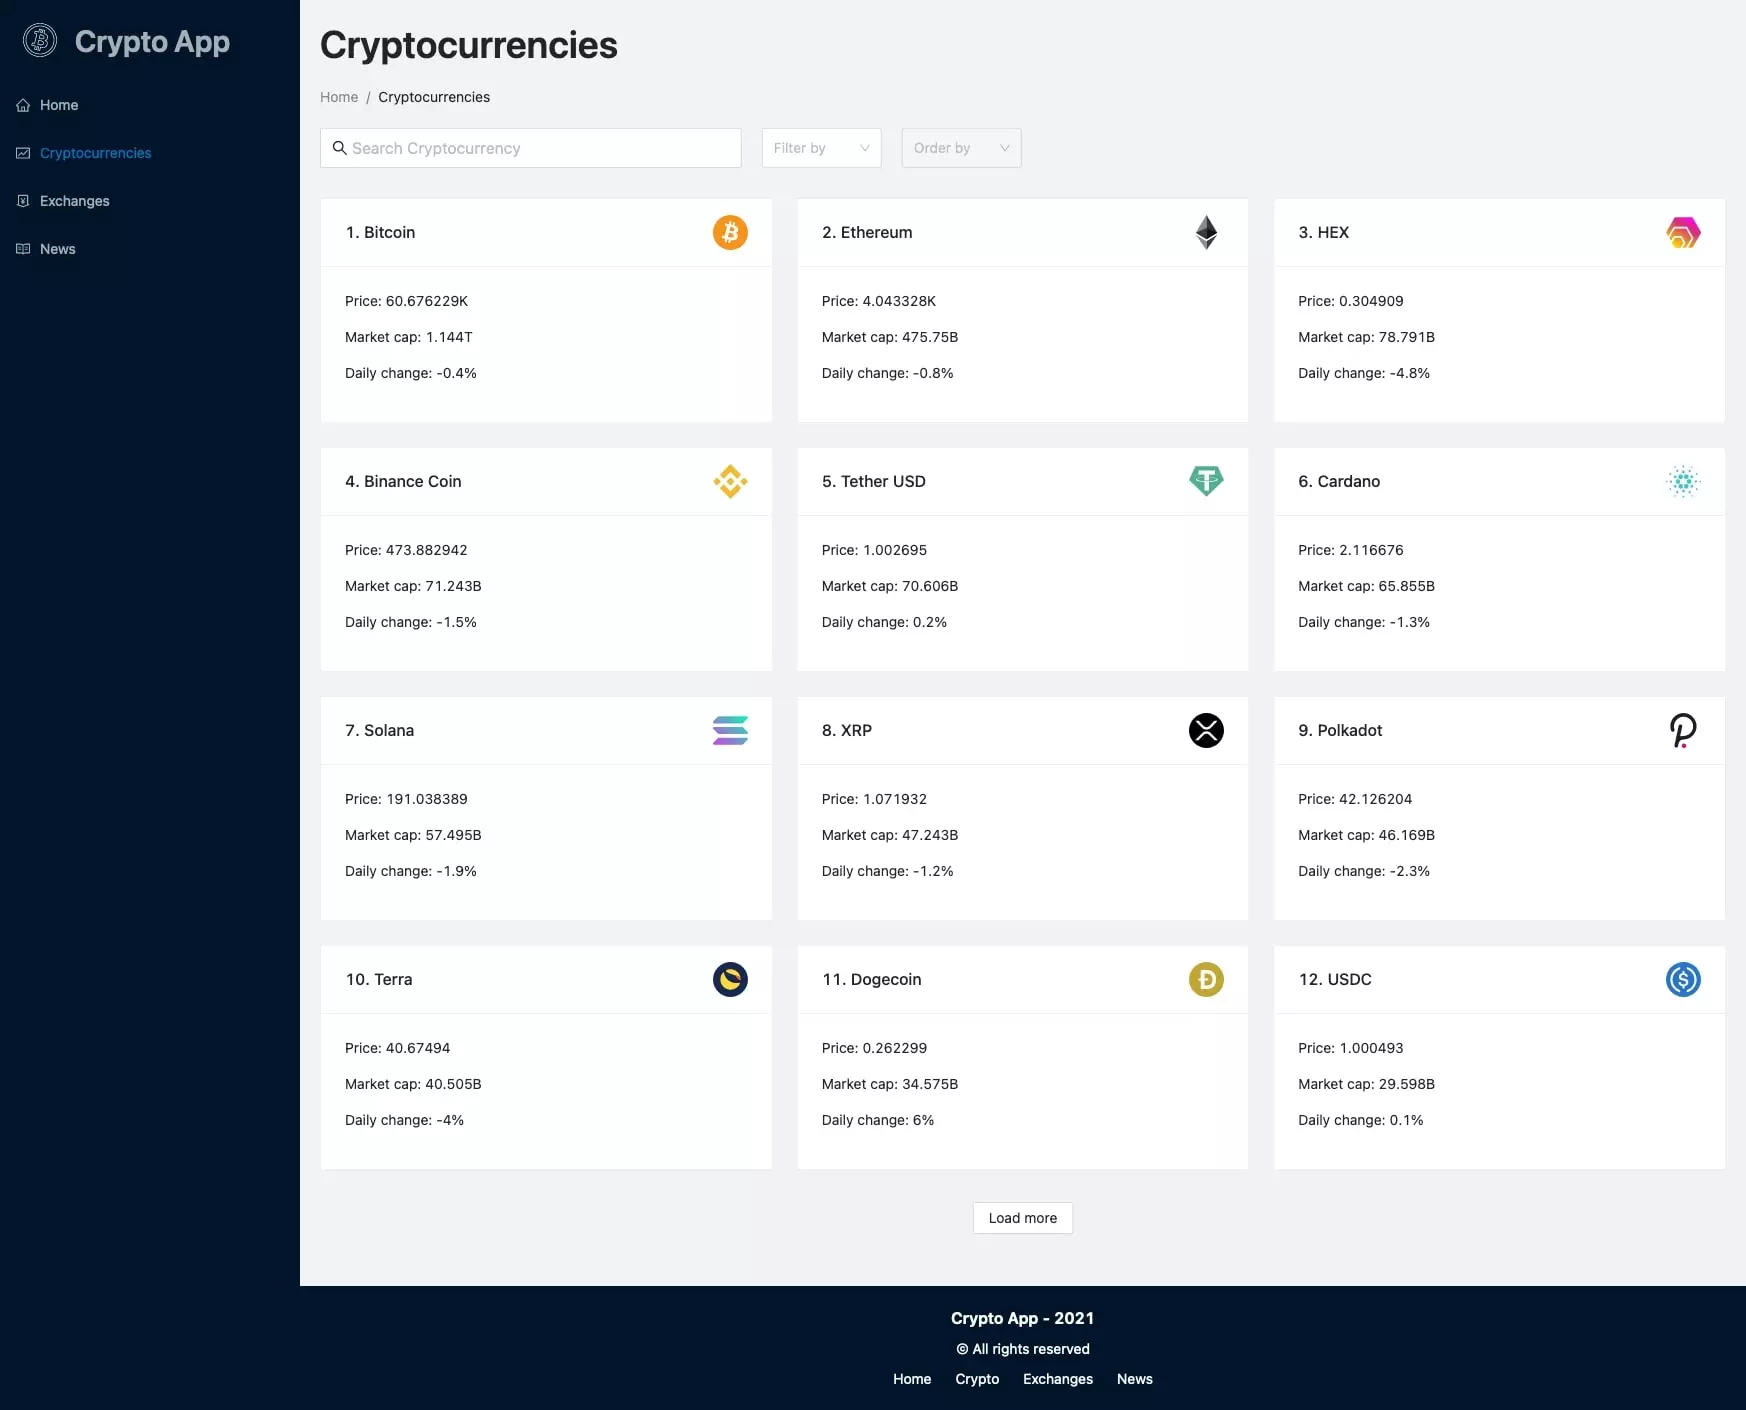 Crypto App
Home
Cryptocurrencies
Exchanges
News
Cryptocurrencies
Home / Cryptocurrencies
Search Cryptocurrency
Filter by
Order by
1. Bitcoin
Price: 60.676229K
Market cap: 1.144T
Daily change: -0.4%
2. Ethereum
Price: 4.043328K
Market cap: 475.75B
Daily change: -0.8%
3. HEX
Price: 0.304909
Market cap: 78.791B
Daily change: -4.8%
4. Binance Coin
Price: 473.882942
Market cap: 71.243B
Daily change: -1.5%
5. Tether USD
Price: 1.002695
Market cap: 70.606B
Daily change: 0.2%
6. Cardano
Price: 2.116676
Market cap: 65.855B
Daily change: -1.3%
7. Solana
Price: 191.038389
Market cap: 57.495B
Daily change: -1.9%
8. XRP
Price: 1.071932
Market cap: 47.243B
Daily change: -1.2%
9. Polkadot
Price: 42.126204
Market cap: 46.169B
Daily change: -2.3%
10. Terra
Price: 40.67494
Market cap: 40.505B
Daily change: -4%
11. Dogecoin
Price: 0.262299
Market cap: 34.575B
Daily change: 6%
12. USDC
Price: 1.000493
Market cap: 29.598B
Daily change: 0.1%
Load more
Crypto App - 2021
© All rights reserved
Home Crypto Exchanges News